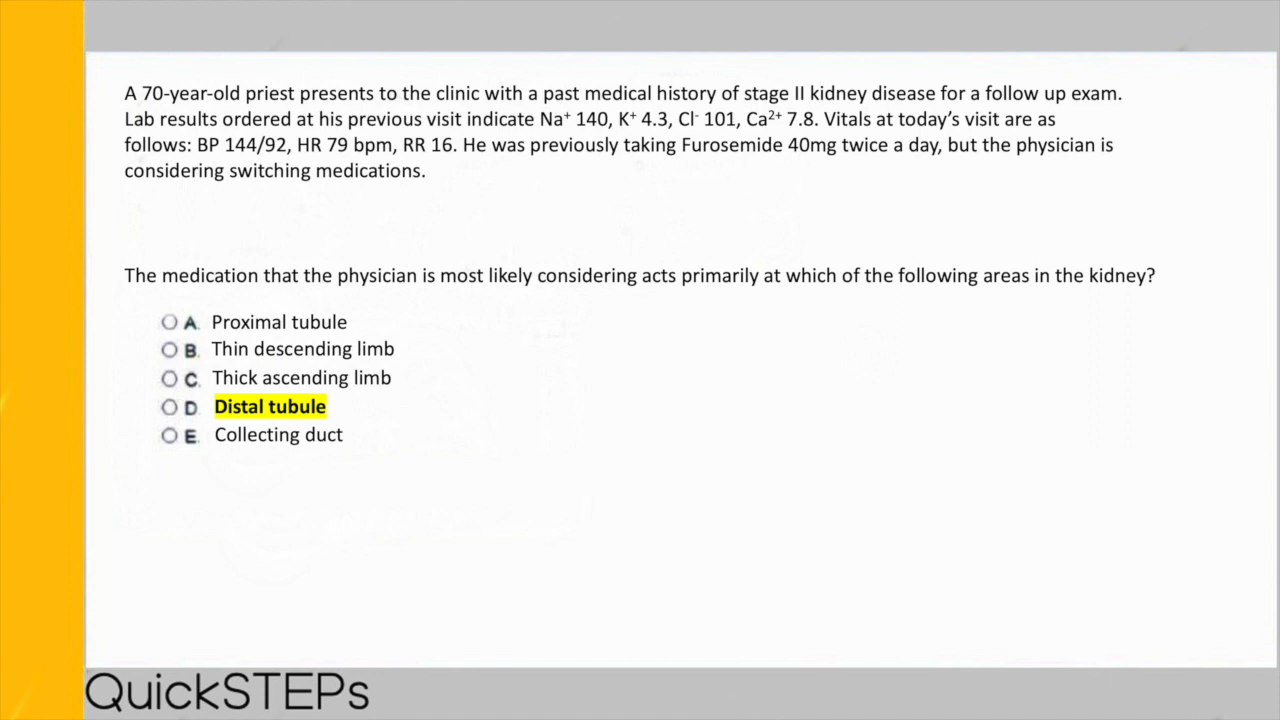 A 70-year-old priest presents to the clinic with a past medical history of stage II kidney disease for a follow up exam.
Lab results ordered at his previous visit indicate Na⁺ 140, K⁺ 4.3, Cl⁻ 101, Ca²⁺ 7.8. Vitals at today’s visit are as
follows: BP 144/92, HR 79 bpm, RR 16. He was previously taking Furosemide 40mg twice a day, but the physician is
considering switching medications.
The medication that the physician is most likely considering acts primarily at which of the following areas in the kidney?
A. Proximal tubule
B. Thin descending limb
C. Thick ascending limb
D. Distal tubule
E. Collecting duct
QuickSTEPs